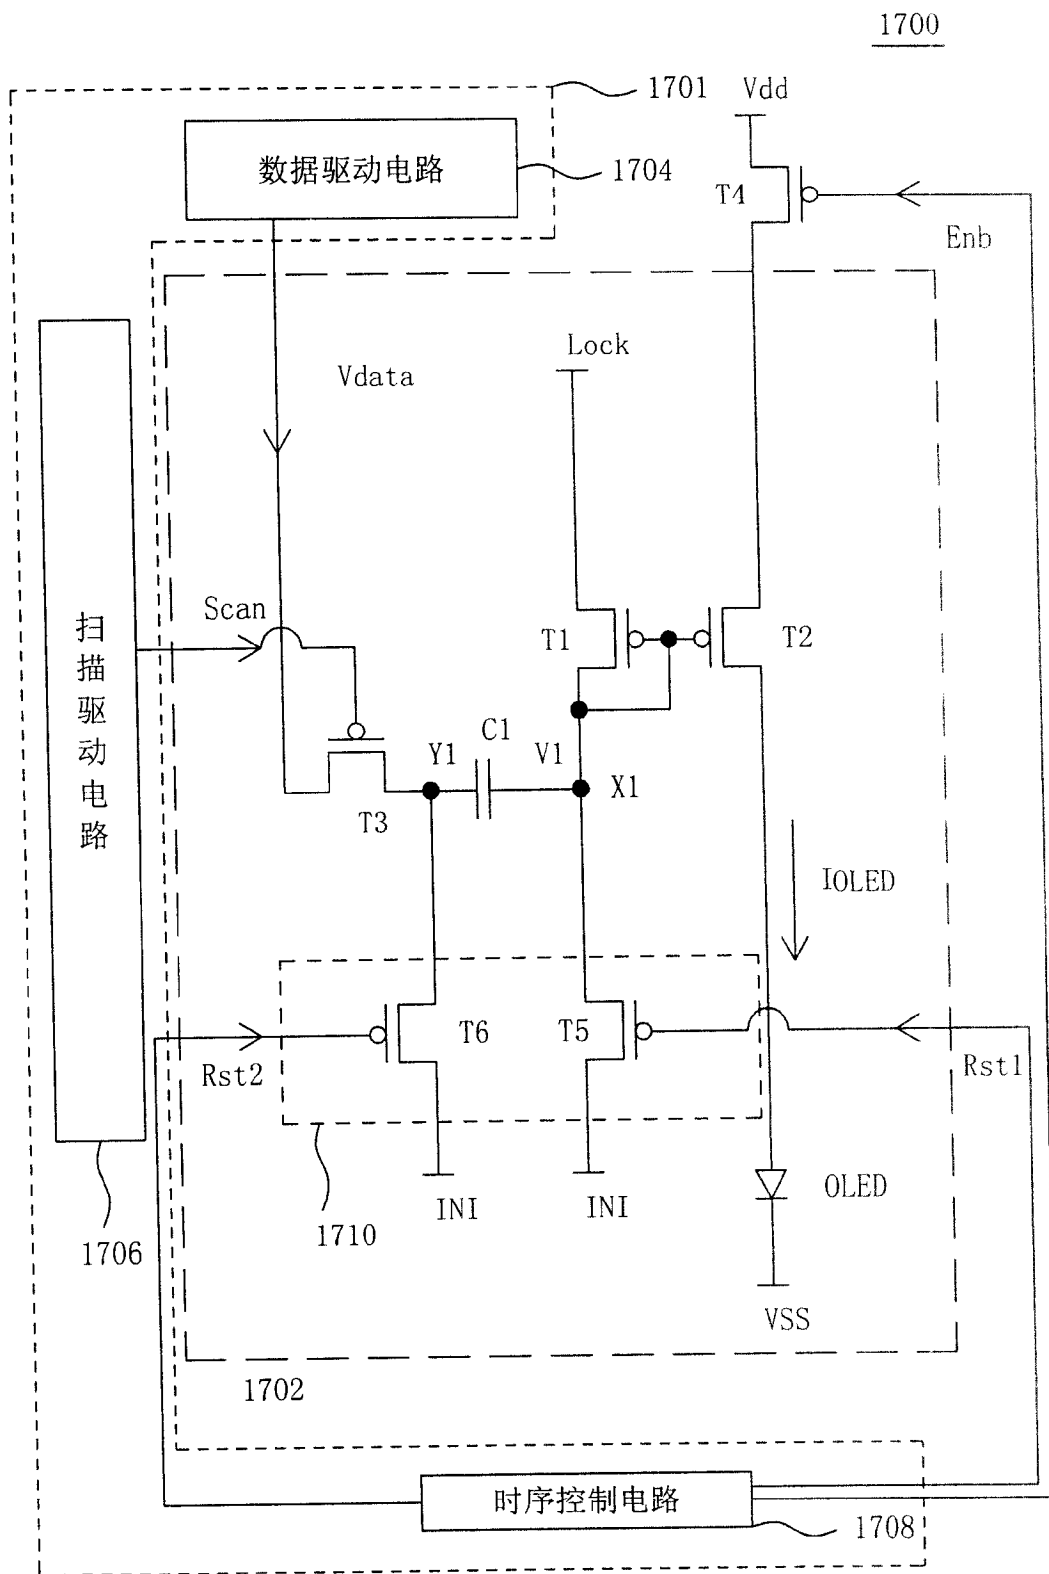 1700
1701
Vdd
数据驱动电路
1704
T4
Enb
Lock
Vdata
Scan
T1
T2
扫描驱动电路
C1
Y1
V1
X1
T3
IOLED
T6
T5
Rst2
Rst1
INI
INI
OLED
1710
1706
VSS
1702
时序控制电路
1708